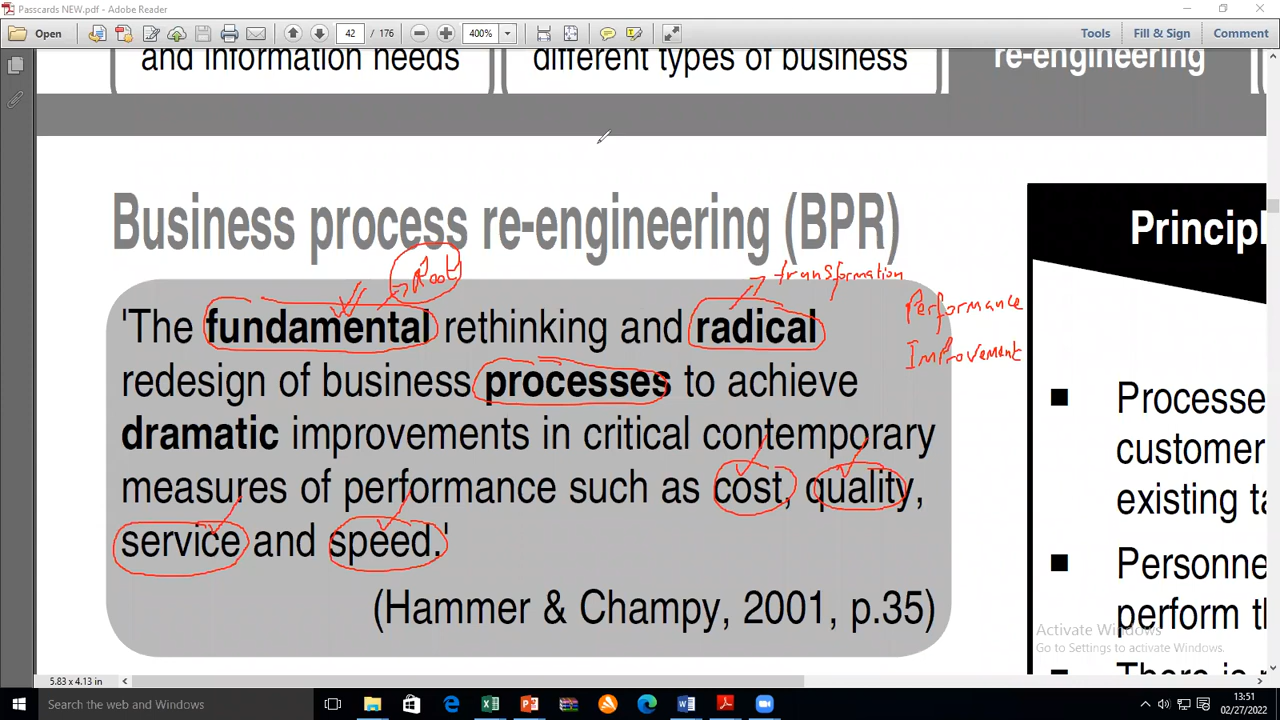 Passcards NEW.pdf - Adobe Reader
Open
42 / 176
400%
Tools
Fill & Sign
Comment
and information needs
different types of business
re-engineering
Business process re-engineering (BPR)
Root
transformation
Performance
Improvement
'The fundamental rethinking and radical
redesign of business processes to achieve
dramatic improvements in critical contemporary
measures of performance such as cost, quality,
service and speed.'
(Hammer & Champy, 2001, p.35)
Principl
Processe
customer
existing ta
Personne
perform th
There is
Activate Windows
Go to Settings to activate Windows.
5.83 x 4.13 in
Search the web and Windows
13:51
02/27/2022